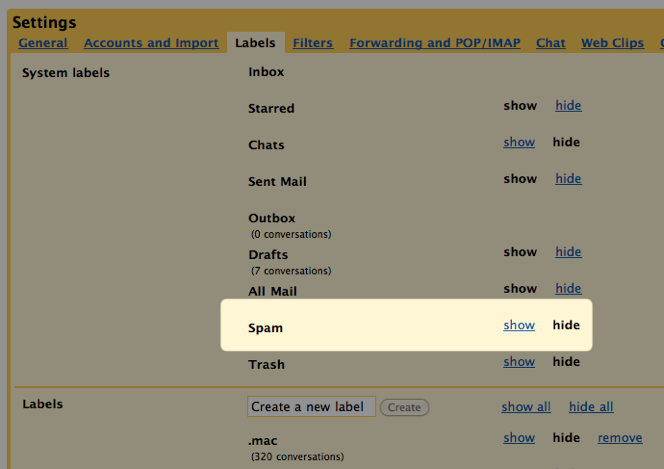 Settings
General Accounts and Import Labels Filters Forwarding and POP/IMAP Chat Web Clips
System labels Inbox
Starred show hide
Chats show hide
Sent Mail show hide
Outbox
(0 conversations)
Drafts show hide
(7 conversations)
All Mail show hide
Spam show hide
Trash show hide
Labels Create a new label Create show all hide all
.mac show hide remove
(320 conversations)